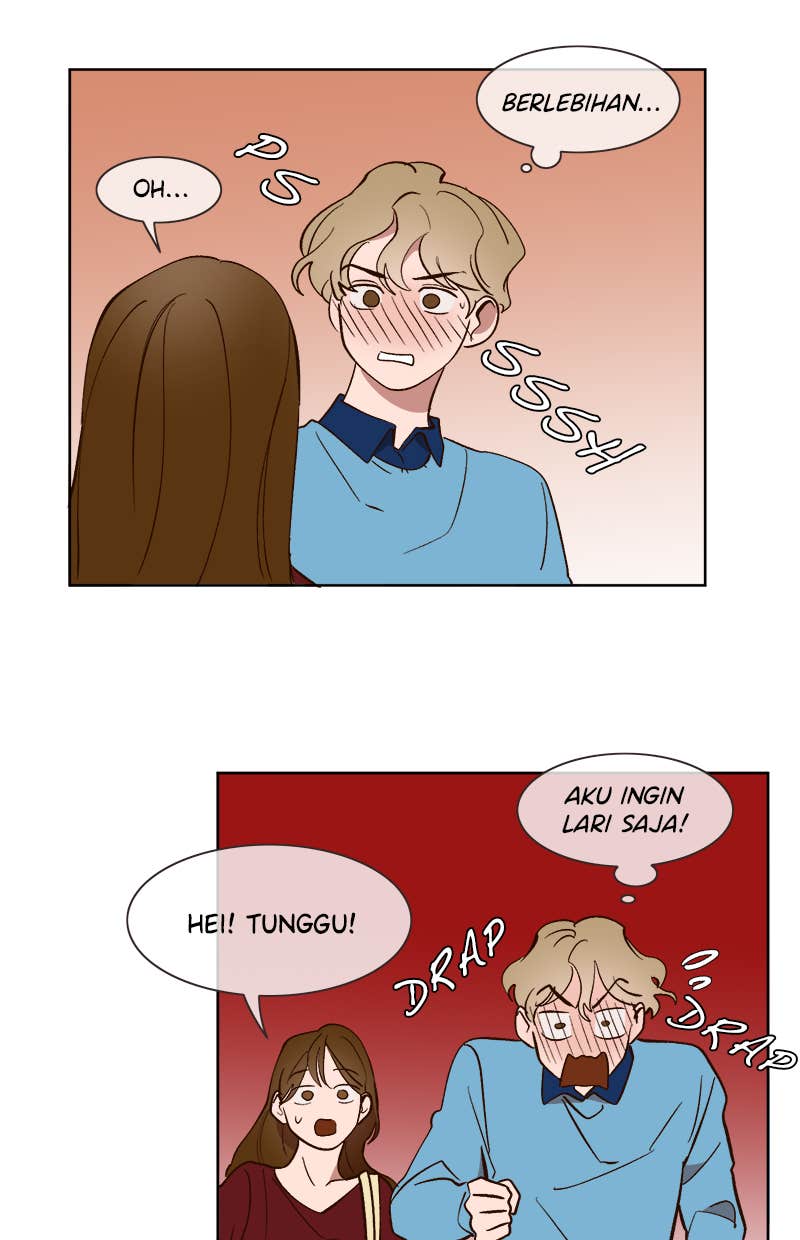 BERLEBIHAN...
OH...
PS
SSSH
AKU INGIN
LARI SAJA!
HEI! TUNGGU!
DRAP
DRAP